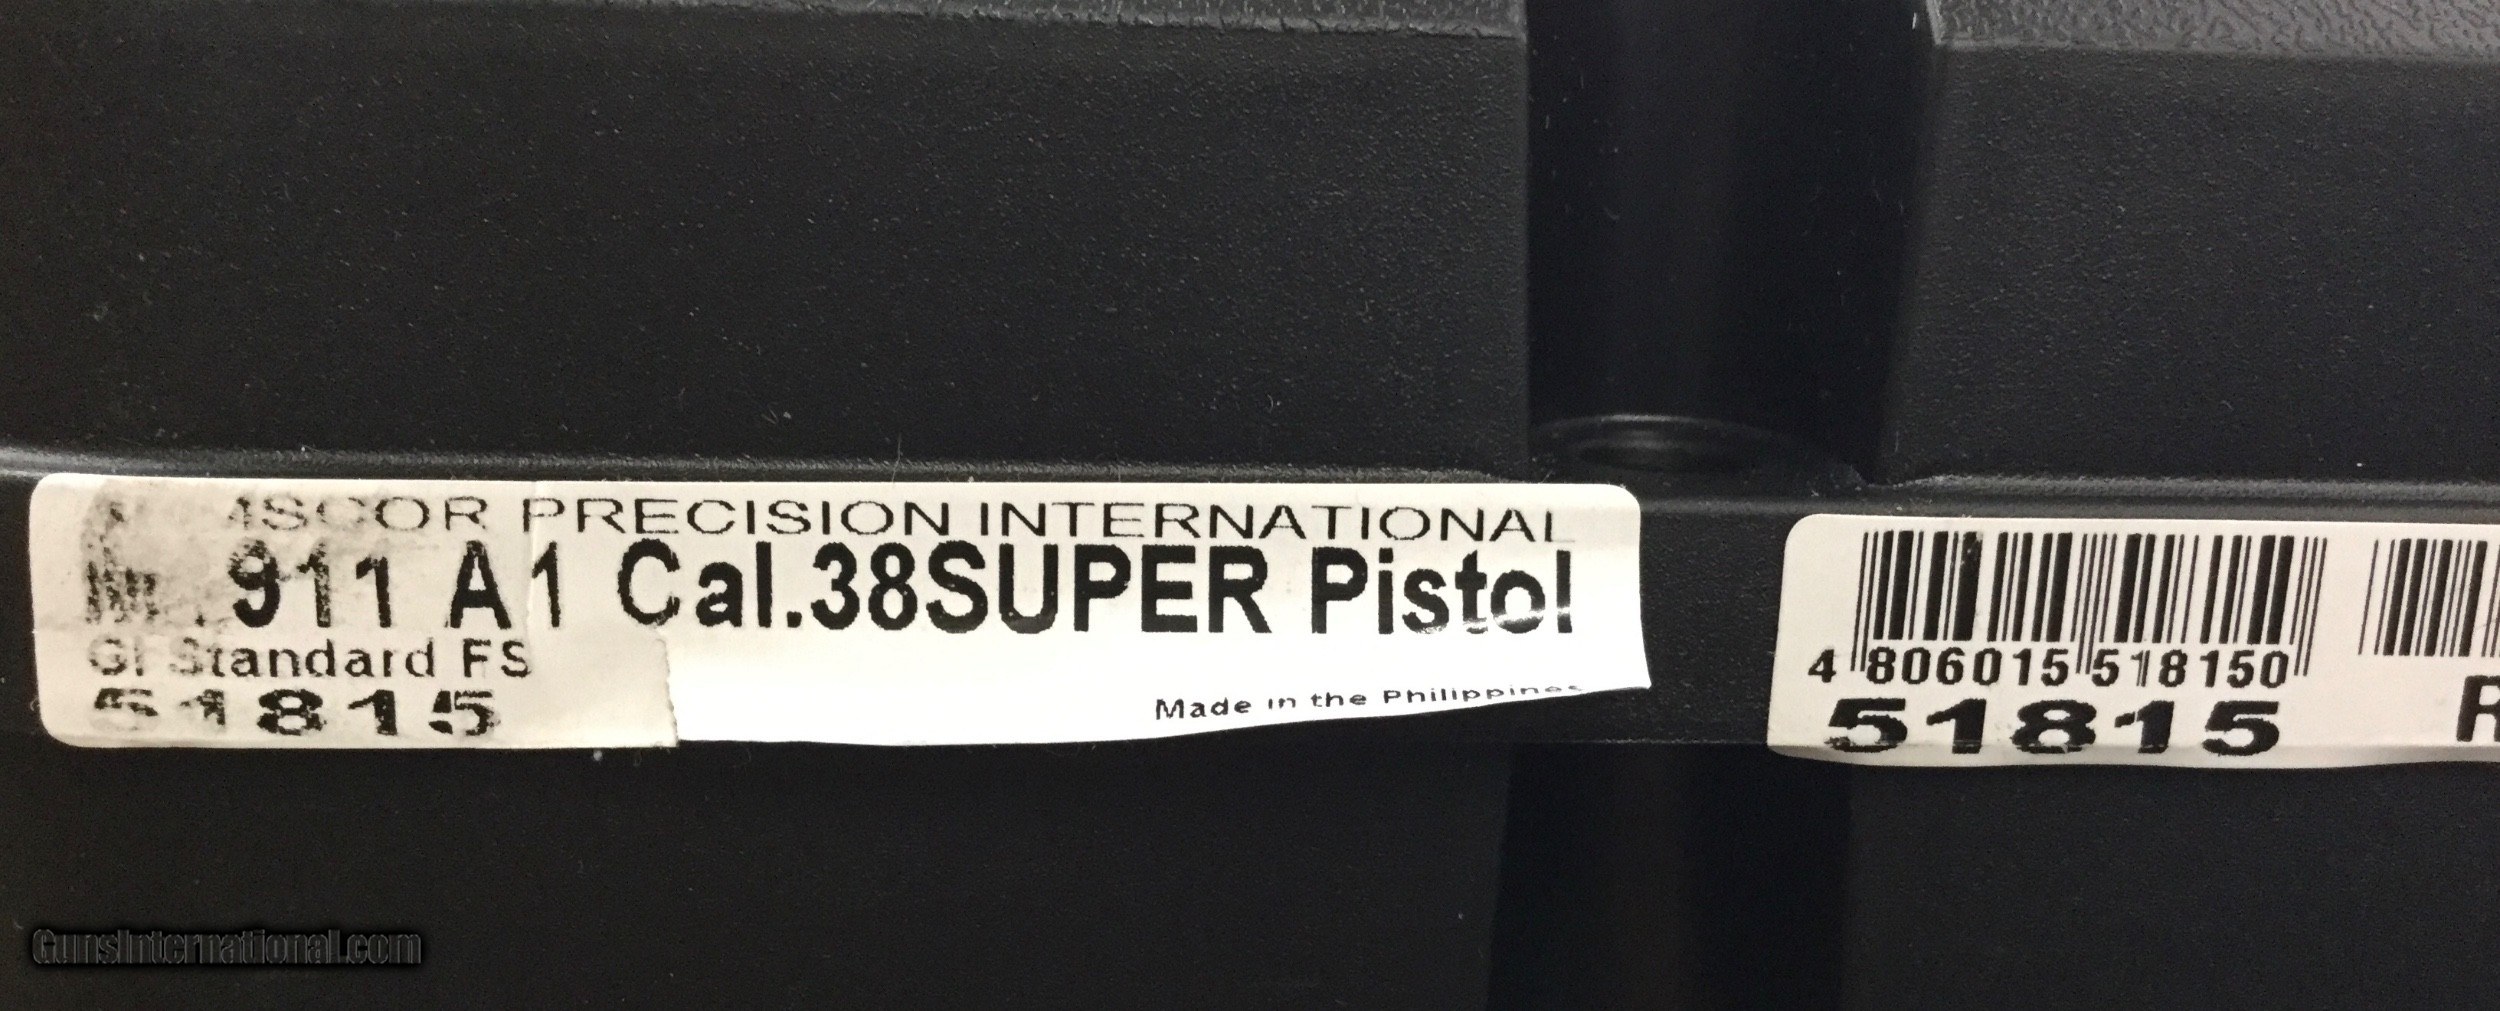 ASCOR PRECISION INTERNATIONAL
911 A1 Cal.38SUPER Pistol
GI Standard FS
51815
Made in the Philippines
4 806015 518150
51815
R
GunsInternational.com